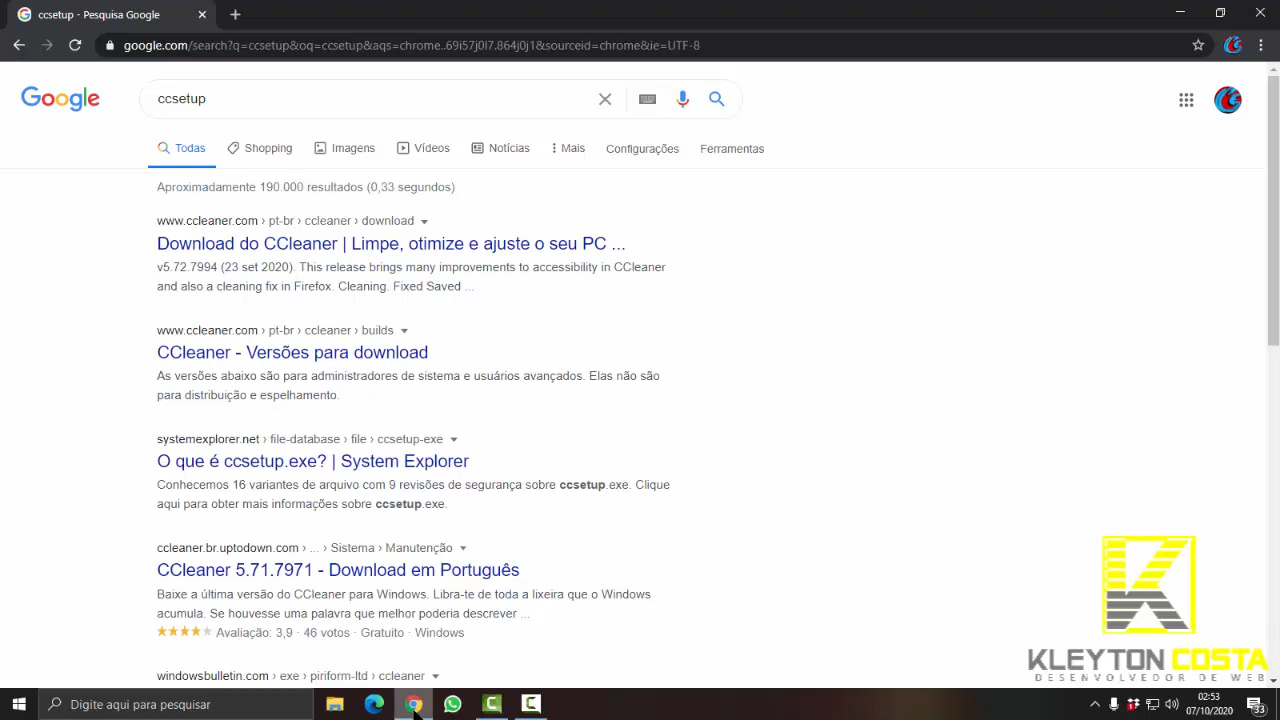 ccsetup - Pesquisa Google
google.com/search?q=ccsetup&oq=ccsetup&aqs=chrome..69i57j0l7.864j0j1&sourceid=chrome&ie=UTF-8
Google
ccsetup
Todas Shopping Imagens Vídeos Notícias Mais Configurações Ferramentas
Aproximadamente 190.000 resultados (0,33 segundos)
www.ccleaner.com › pt-br › ccleaner › download
Download do CCleaner | Limpe, otimize e ajuste o seu PC ...
v5.72.7994 (23 set 2020). This release brings many improvements to accessibility in CCleaner
and also a cleaning fix in Firefox. Cleaning. Fixed Saved ...
www.ccleaner.com › pt-br › ccleaner › builds
CCleaner - Versões para download
As versões abaixo são para administradores de sistema e usuários avançados. Elas não são
para distribuição e espelhamento.
systemexplorer.net › file-database › file › ccsetup-exe
O que é ccsetup.exe? | System Explorer
Conhecemos 16 variantes de arquivo com 9 revisões de segurança sobre ccsetup.exe. Clique
aqui para obter mais informações sobre ccsetup.exe.
ccleaner.br.uptodown.com › ... › Sistema › Manutenção
CCleaner 5.71.7971 - Download em Português
Baixe a última versão do CCleaner para Windows. Libra-te de toda a lixeira que o Windows
acumula. Se houvesse uma palavra que melhor poderia descrever ...
Avaliação: 3,9 · 46 votos · Gratuito · Windows
windowsbulletin.com › exe › piriform-ltd › ccleaner
K
KLEYTON COSTA
DESENVOLVEDOR DE WEB
Digite aqui para pesquisar
02:53
07/10/2020
33